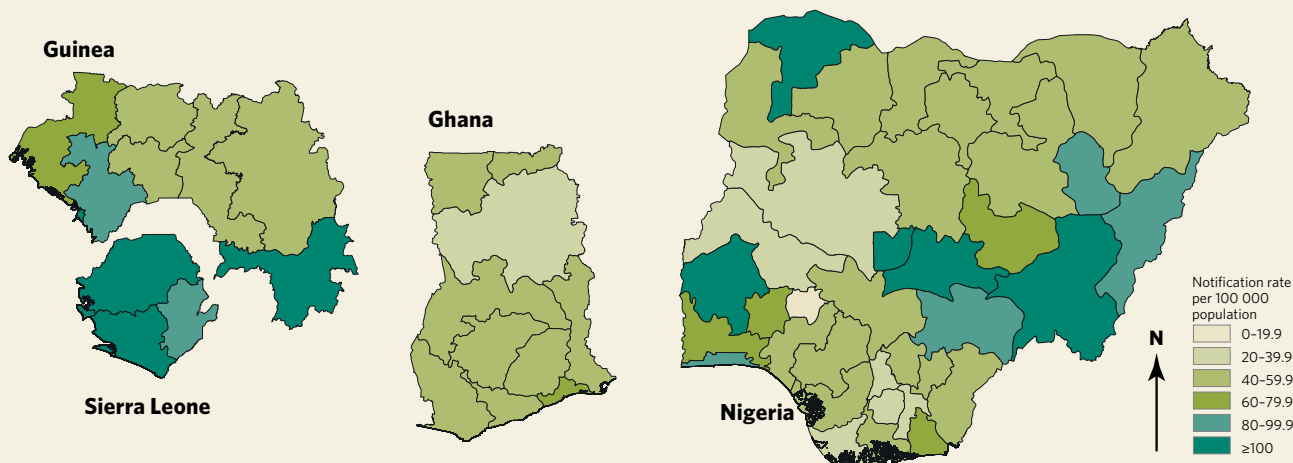 Guinea
Ghana
Sierra Leone
Nigeria
N
Notification rate
per 100 000
population
0–19.9
20–39.9
40–59.9
60–79.9
80–99.9
≥100